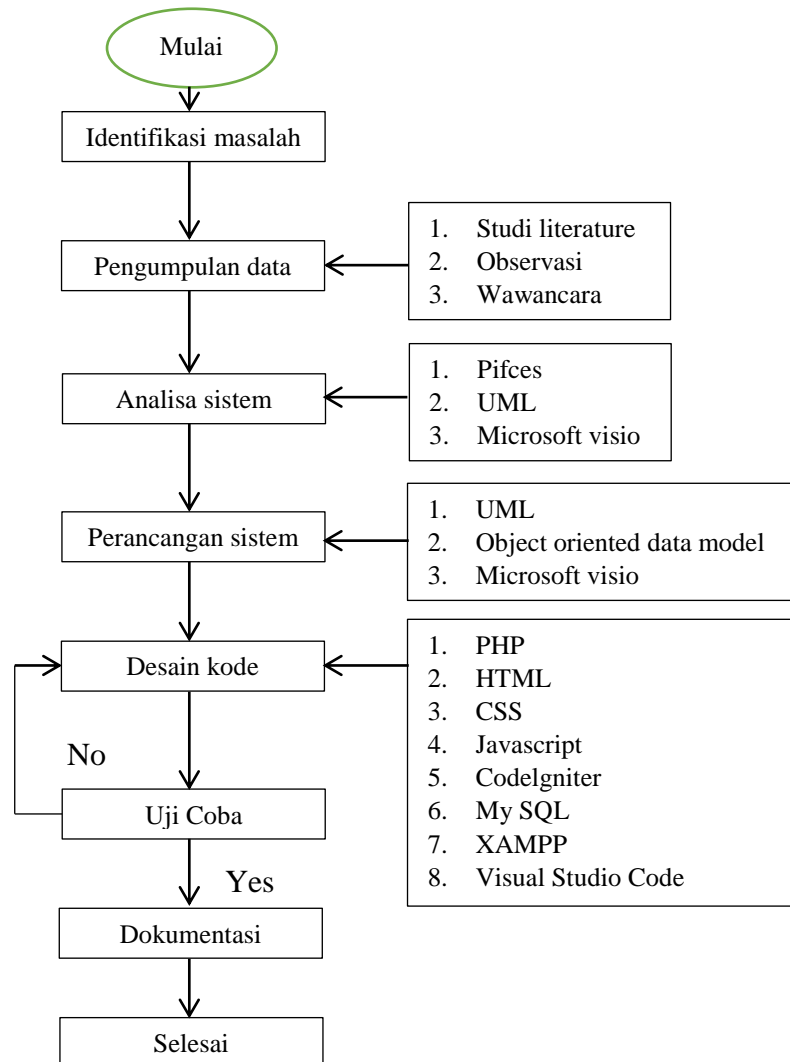 Mulai
Identifikasi masalah
Pengumpulan data
1. Studi literature
2. Observasi
3. Wawancara
Analisa sistem
1. Pifces
2. UML
3. Microsoft visio
Perancangan sistem
1. UML
2. Object oriented data model
3. Microsoft visio
Desain kode
1. PHP
2. HTML
3. CSS
4. Javascript
5. Codelgniter
6. My SQL
7. XAMPP
8. Visual Studio Code
No
Uji Coba
Yes
Dokumentasi
Selesai